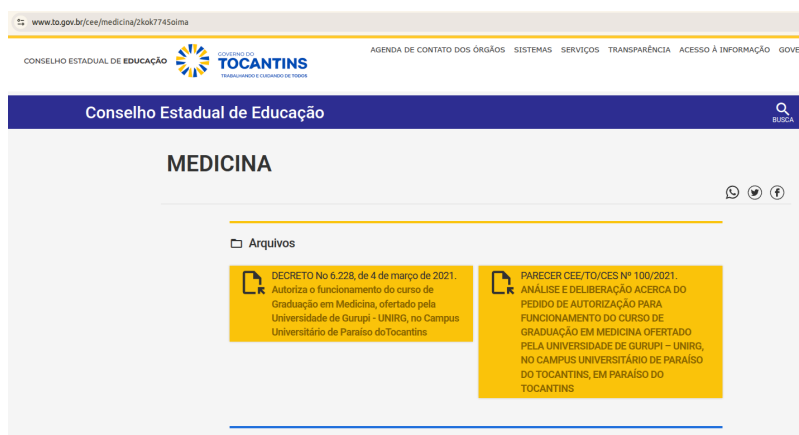 www.to.gov.br/cee/medicina/2kok7745oima
CONSELHO ESTADUAL DE EDUCAÇÃO
GOVERNO DO
TOCANTINS
TRABALHANDO E CUIDANDO DE TODOS
AGENDA DE CONTATO DOS ÓRGÃOS SISTEMAS SERVIÇOS TRANSPARÊNCIA ACESSO À INFORMAÇÃO GOVE
Conselho Estadual de Educação
BUSCA
MEDICINA
Arquivos
DECRETO No 6.228, de 4 de março de 2021.
Autoriza o funcionamento do curso de
Graduação em Medicina, ofertado pela
Universidade de Gurupi - UNIRG, no Campus
Universitário de Paraíso doTocantins
PARECER CEE/TO/CES Nº 100/2021.
ANÁLISE E DELIBERAÇÃO ACERCA DO
PEDIDO DE AUTORIZAÇÃO PARA
FUNCIONAMENTO DO CURSO DE
GRADUAÇÃO EM MEDICINA OFERTADO
PELA UNIVERSIDADE DE GURUPI – UNIRG,
NO CAMPUS UNIVERSITÁRIO DE PARAÍSO
DO TOCANTINS, EM PARAÍSO DO
TOCANTINS